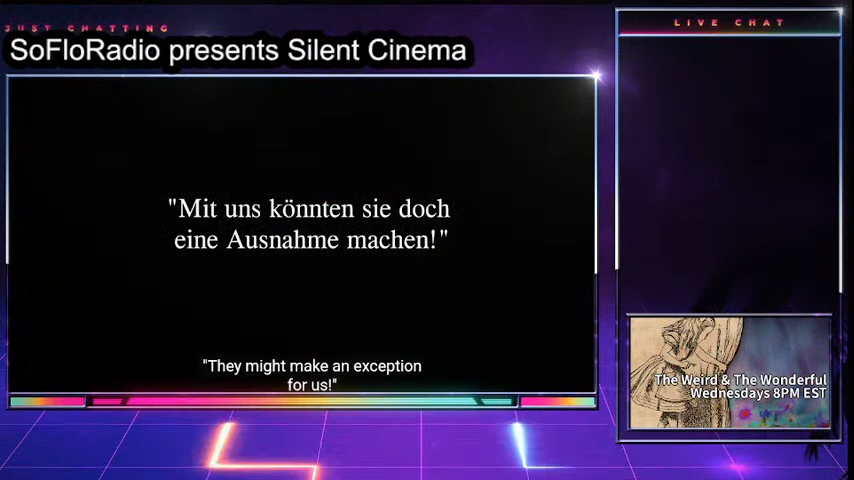 JUST CHATTING
SoFloRadio presents Silent Cinema
LIVE CHAT
"Mit uns könnten sie doch
eine Ausnahme machen!"
"They might make an exception
for us!"
The Weird & The Wonderful
Wednesdays 8PM EST